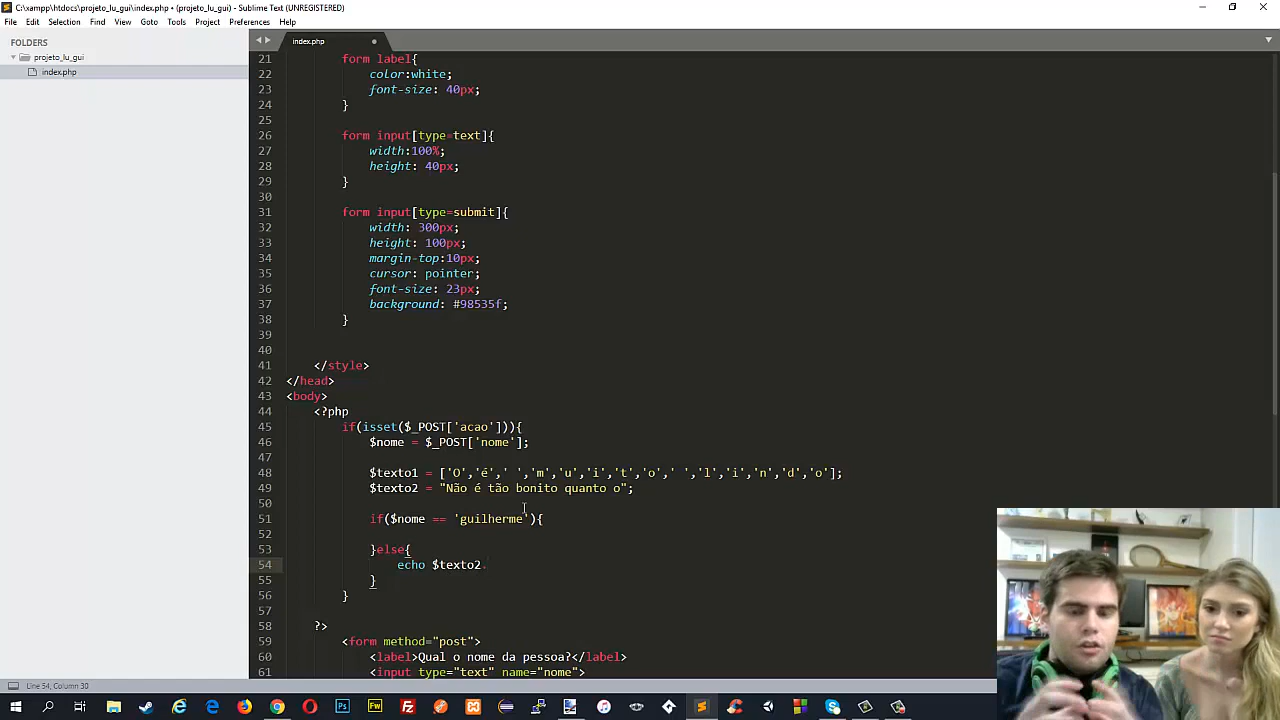 C:\xampp\htdocs\projeto_lu_gui\index.php • (projeto_lu_gui) - Sublime Text (UNREGISTERED)
File Edit Selection Find View Goto Tools Project Preferences Help
FOLDERS
projeto_lu_gui
index.php
index.php
21 form label{
22 color:white;
23 font-size: 40px;
24 }
25
26 form input[type=text]{
27 width:100%;
28 height: 40px;
29 }
30
31 form input[type=submit]{
32 width: 300px;
33 height: 100px;
34 margin-top:10px;
35 cursor: pointer;
36 font-size: 23px;
37 background: #98535f;
38 }
39
40
41 </style>
42 </head>
43 <body>
44 <?php
45 if(isset($_POST['acao'])){
46 $nome = $_POST['nome'];
47
48 $texto1 = ['O','é',' ','m','u','i','t','o',' ','l','i','n','d','o'];
49 $texto2 = "Não é tão bonito quanto o";
50
51 if($nome == 'guilherme'){
52
53 }else{
54 echo $texto2.
55 }
56 }
57
58 ?>
59 <form method="post">
60 <label>Qual o nome da pessoa?</label>
61 <input type="text" name="nome">
Line 54, Column 30